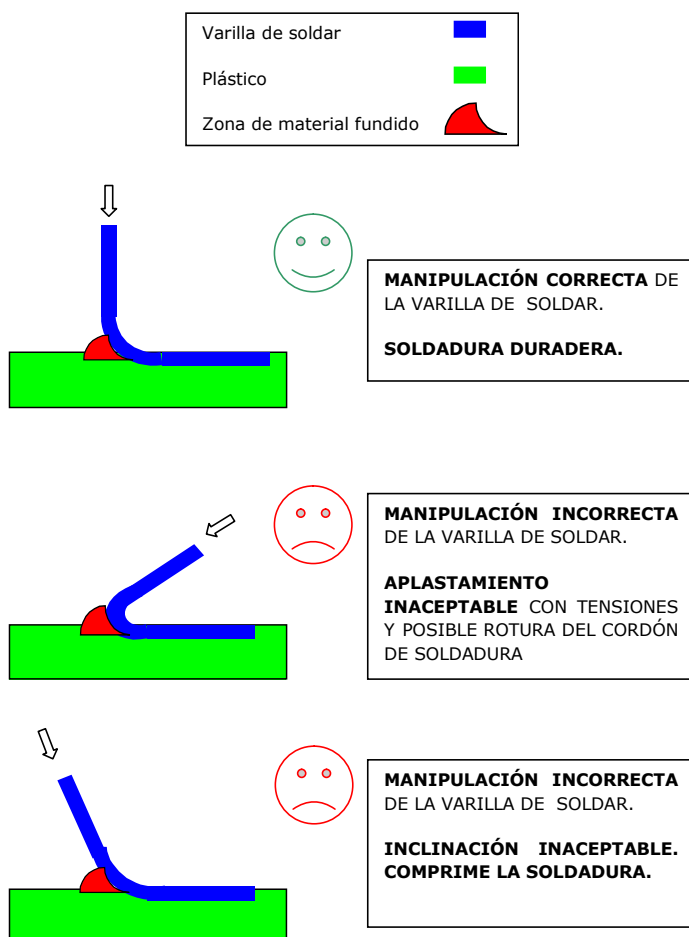 Varilla de soldar
Plástico
Zona de material fundido
MANIPULACIÓN CORRECTA DE
LA VARILLA DE SOLDAR.
SOLDADURA DURADERA.
MANIPULACIÓN INCORRECTA
DE LA VARILLA DE SOLDAR.
APLASTAMIENTO
INACEPTABLE CON TENSIONES
Y POSIBLE ROTURA DEL CORDÓN
DE SOLDADURA
MANIPULACIÓN INCORRECTA
DE LA VARILLA DE SOLDAR.
INCLINACIÓN INACEPTABLE.
COMPRIME LA SOLDADURA.